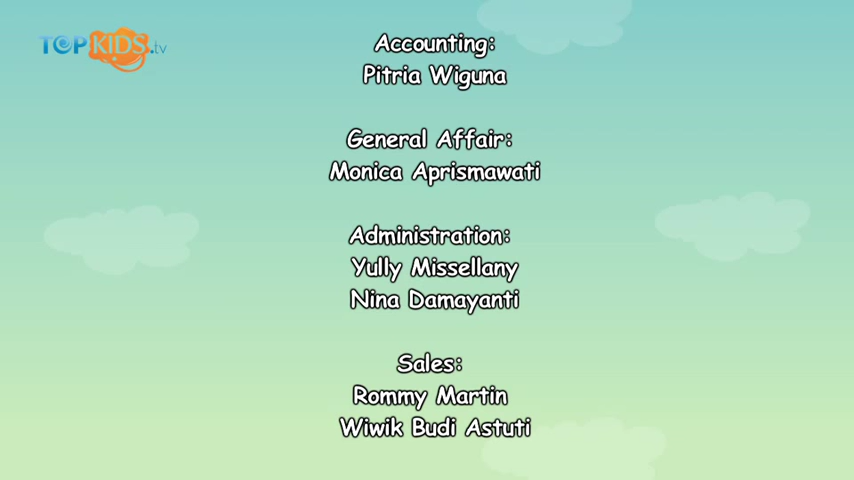 TOPKIDS.tv
Accounting:
Pitria Wiguna
General Affair:
Monica Aprismawati
Administration:
Yully Missellany
Nina Damayanti
Sales:
Rommy Martin
Wiwik Budi Astuti